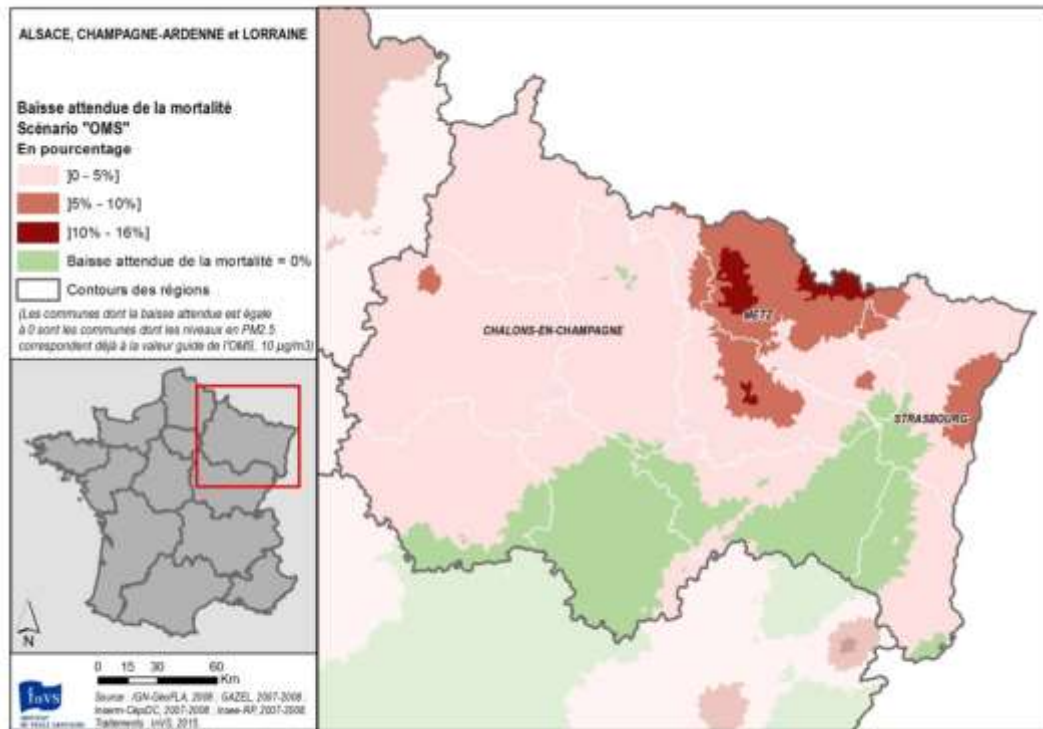 ALSACE, CHAMPAGNE-ARDENNE et LORRAINE
Baisse attendue de la mortalité
Scénario "OMS"
En pourcentage
]0 - 5%]
]5% - 10%]
]10% - 16%]
Baisse attendue de la mortalité = 0%
Contours des régions
(Les communes dont la baisse attendue est égale
à 0 sont les communes dont les niveaux en PM2.5
correspondent déjà à la valeur guide de l'OMS, 10 µg/m3)
CHALONS-EN-CHAMPAGNE
METZ
STRASBOURG
N
0 15 30 60
Km
InVS
Source : IGN-GéoFLA, 2008 ; GAZEL, 2007-2008
Inserm-CépiDC, 2007-2008 ; Insee-RP, 2007-2008
Traitements : InVS, 2015